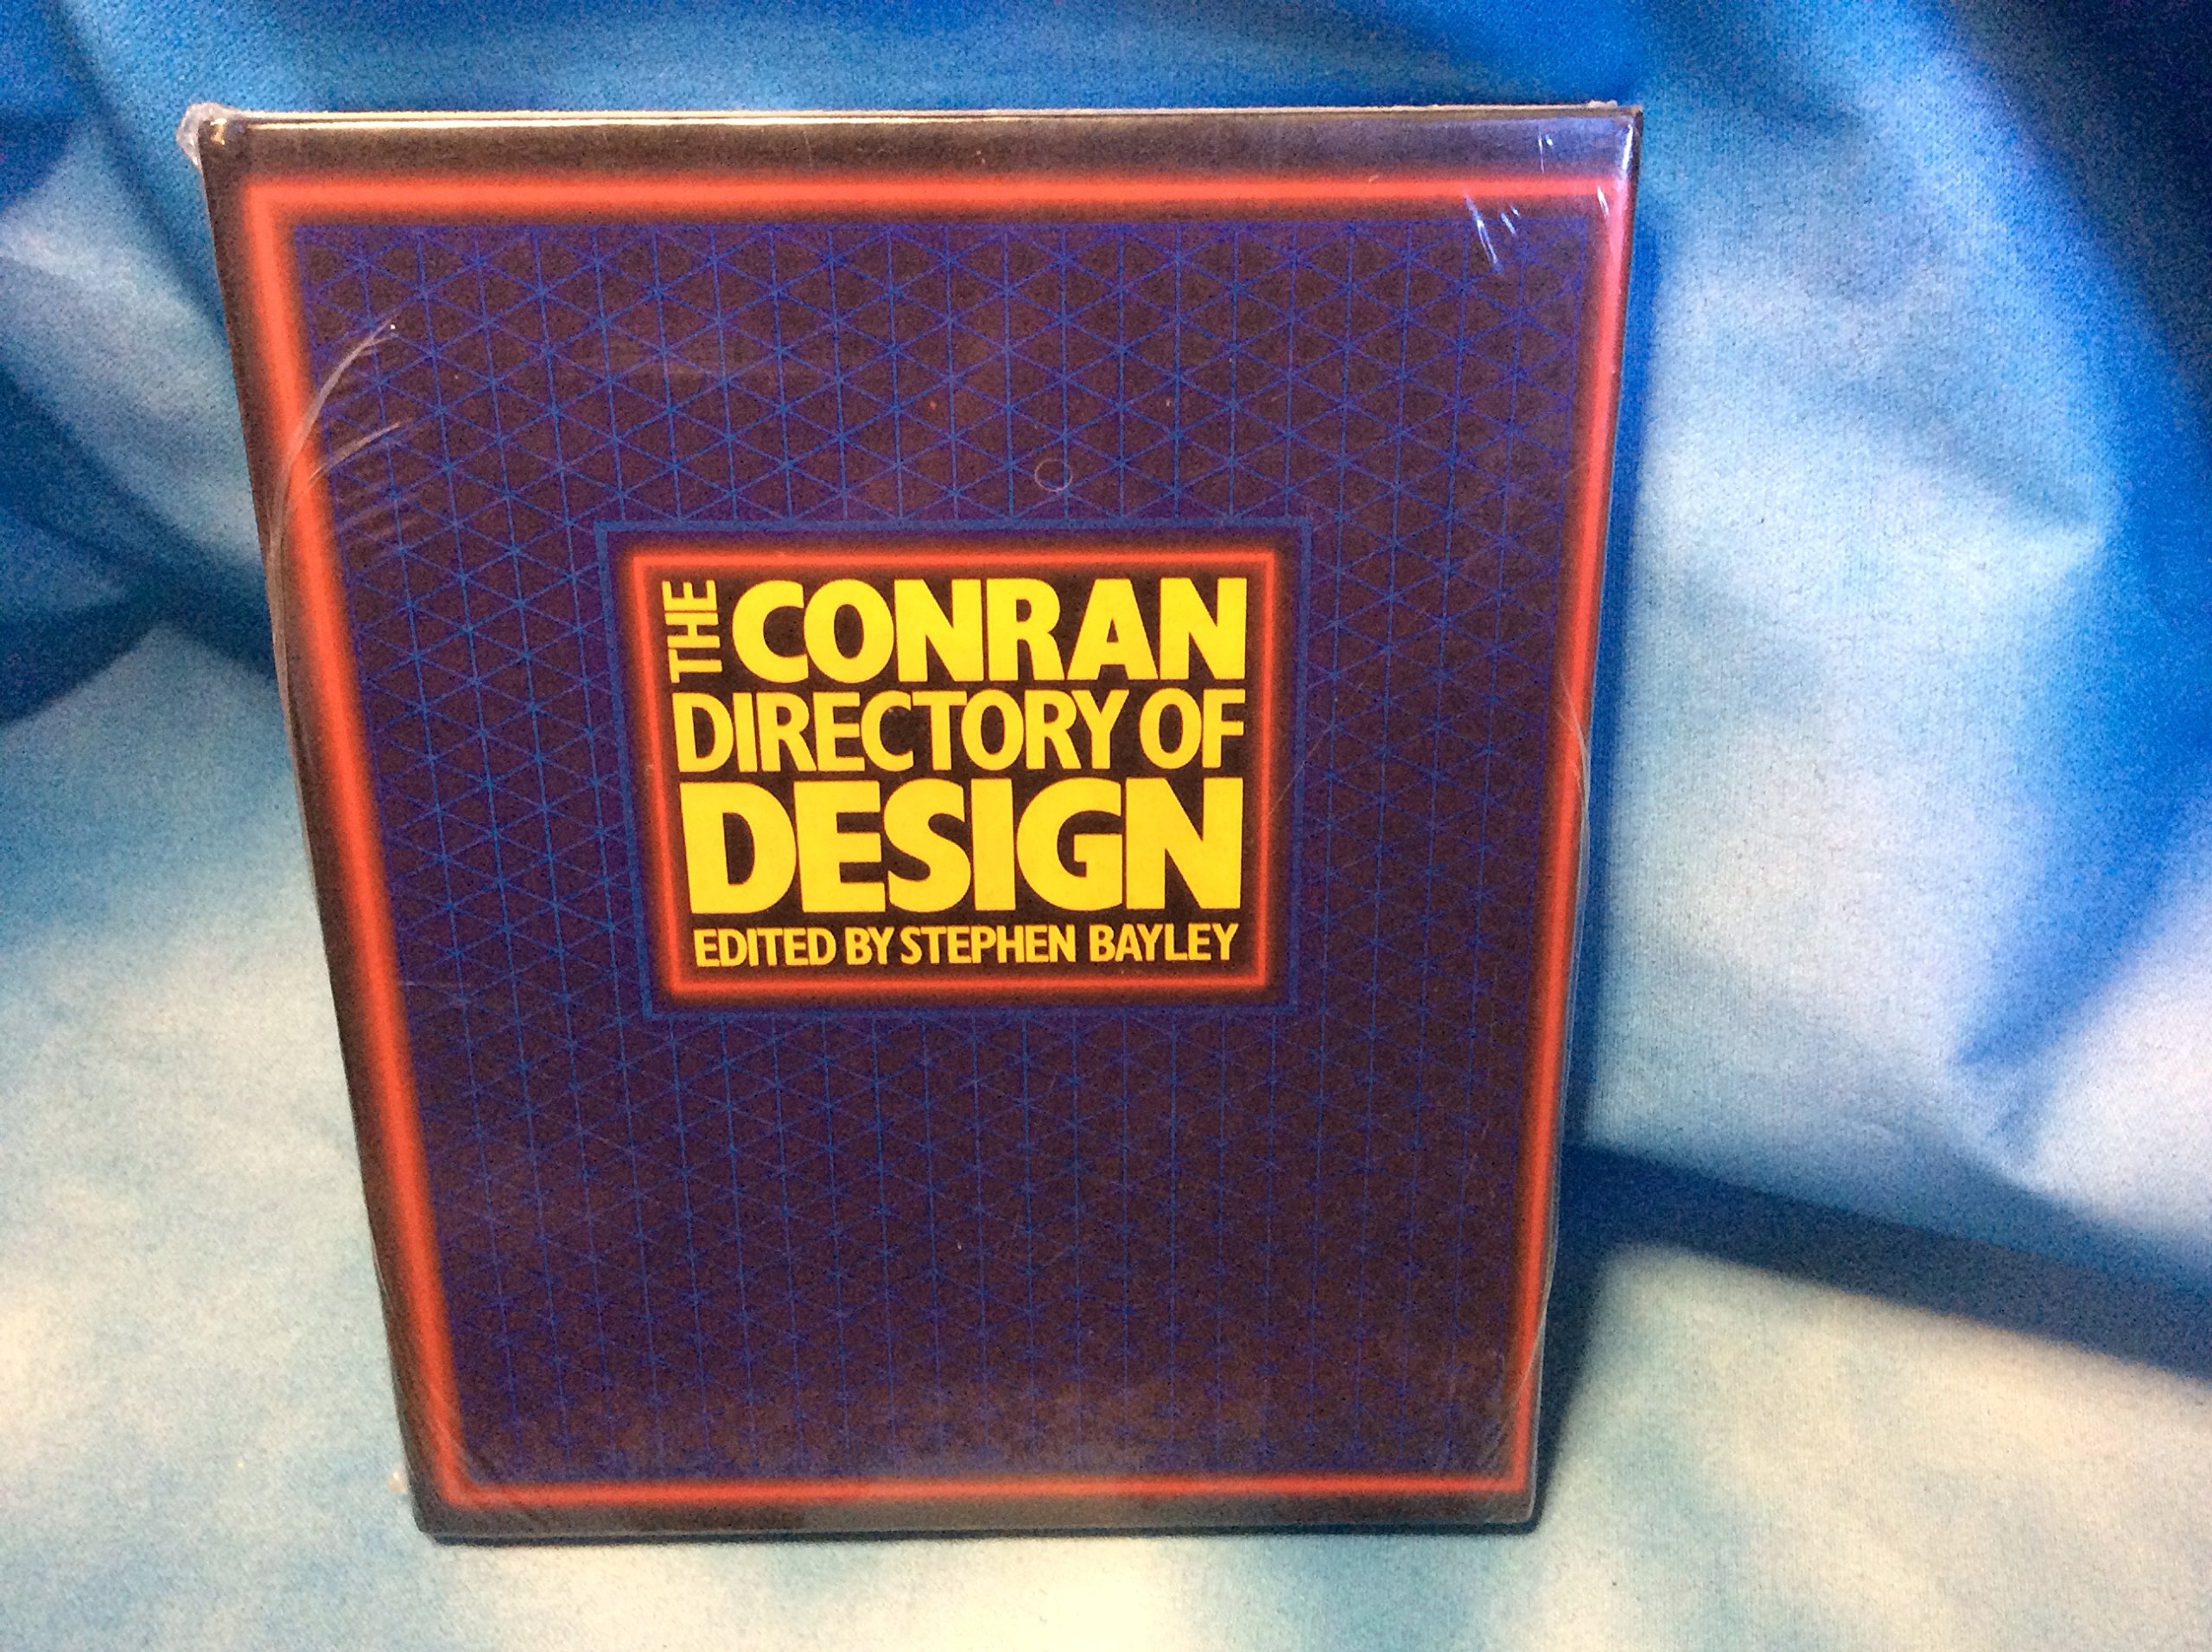 THE CONRAN
DIRECTORY OF
DESIGN
EDITED BY STEPHEN BAYLEY